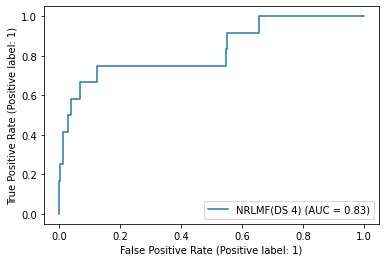 True Positive Rate (Positive label: 1)
1.0
0.8
0.6
0.4
0.2
0.0
NRLMF(DS 4) (AUC = 0.83)
0.0 0.2 0.4 0.6 0.8 1.0
False Positive Rate (Positive label: 1)